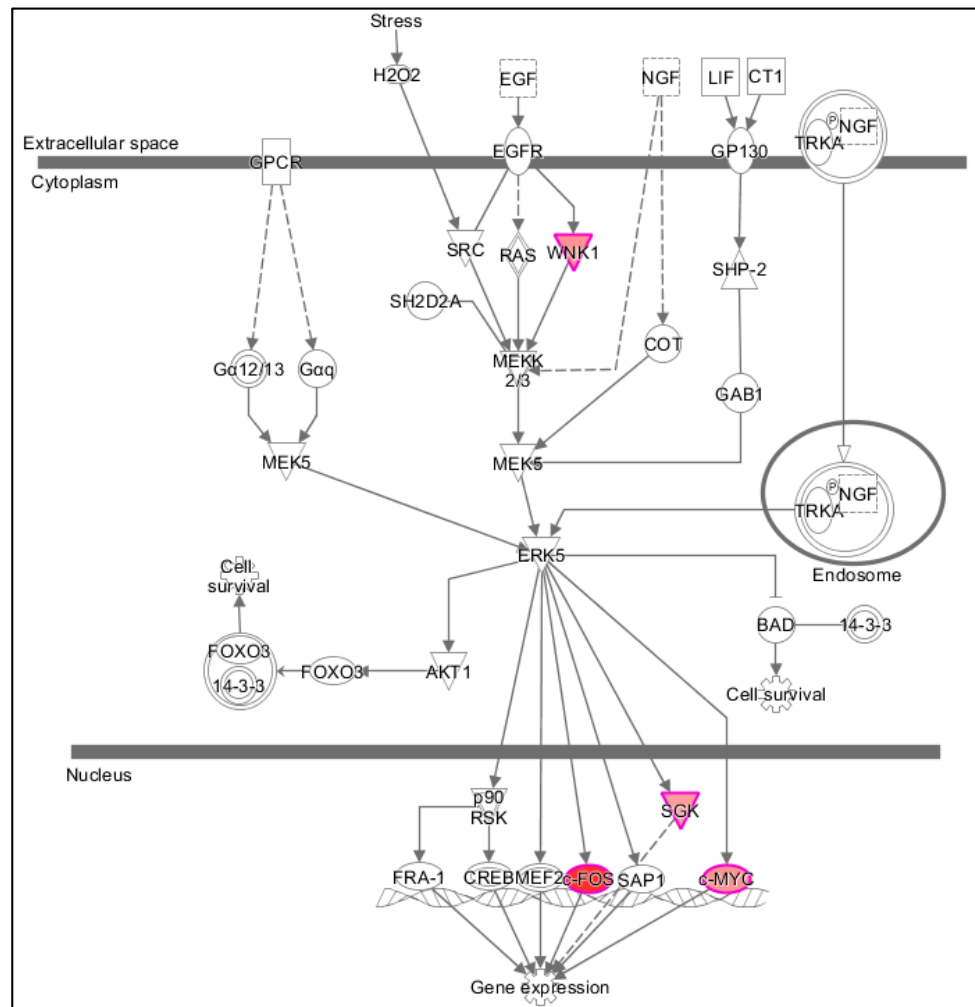 Stress
H2O2
EGF
NGF
LIF
CT1
P
NGF
TRKA
Extracellular space
GPCR
EGFR
GP130
Cytoplasm
SRC
RAS
WNK1
SHP-2
SH2D2A
COT
MEKK
2/3
Gα12/13
Gαq
GAB1
MEK5
MEK5
P
NGF
TRKA
ERK5
Endosome
Cell
survival
BAD
14-3-3
FOXO3
14-3-3
FOXO3
AKT1
Cell survival
Nucleus
p90
RSK
SGK
FRA-1
CREB
MEF2
c-FOS
SAP1
c-MYC
Gene expression